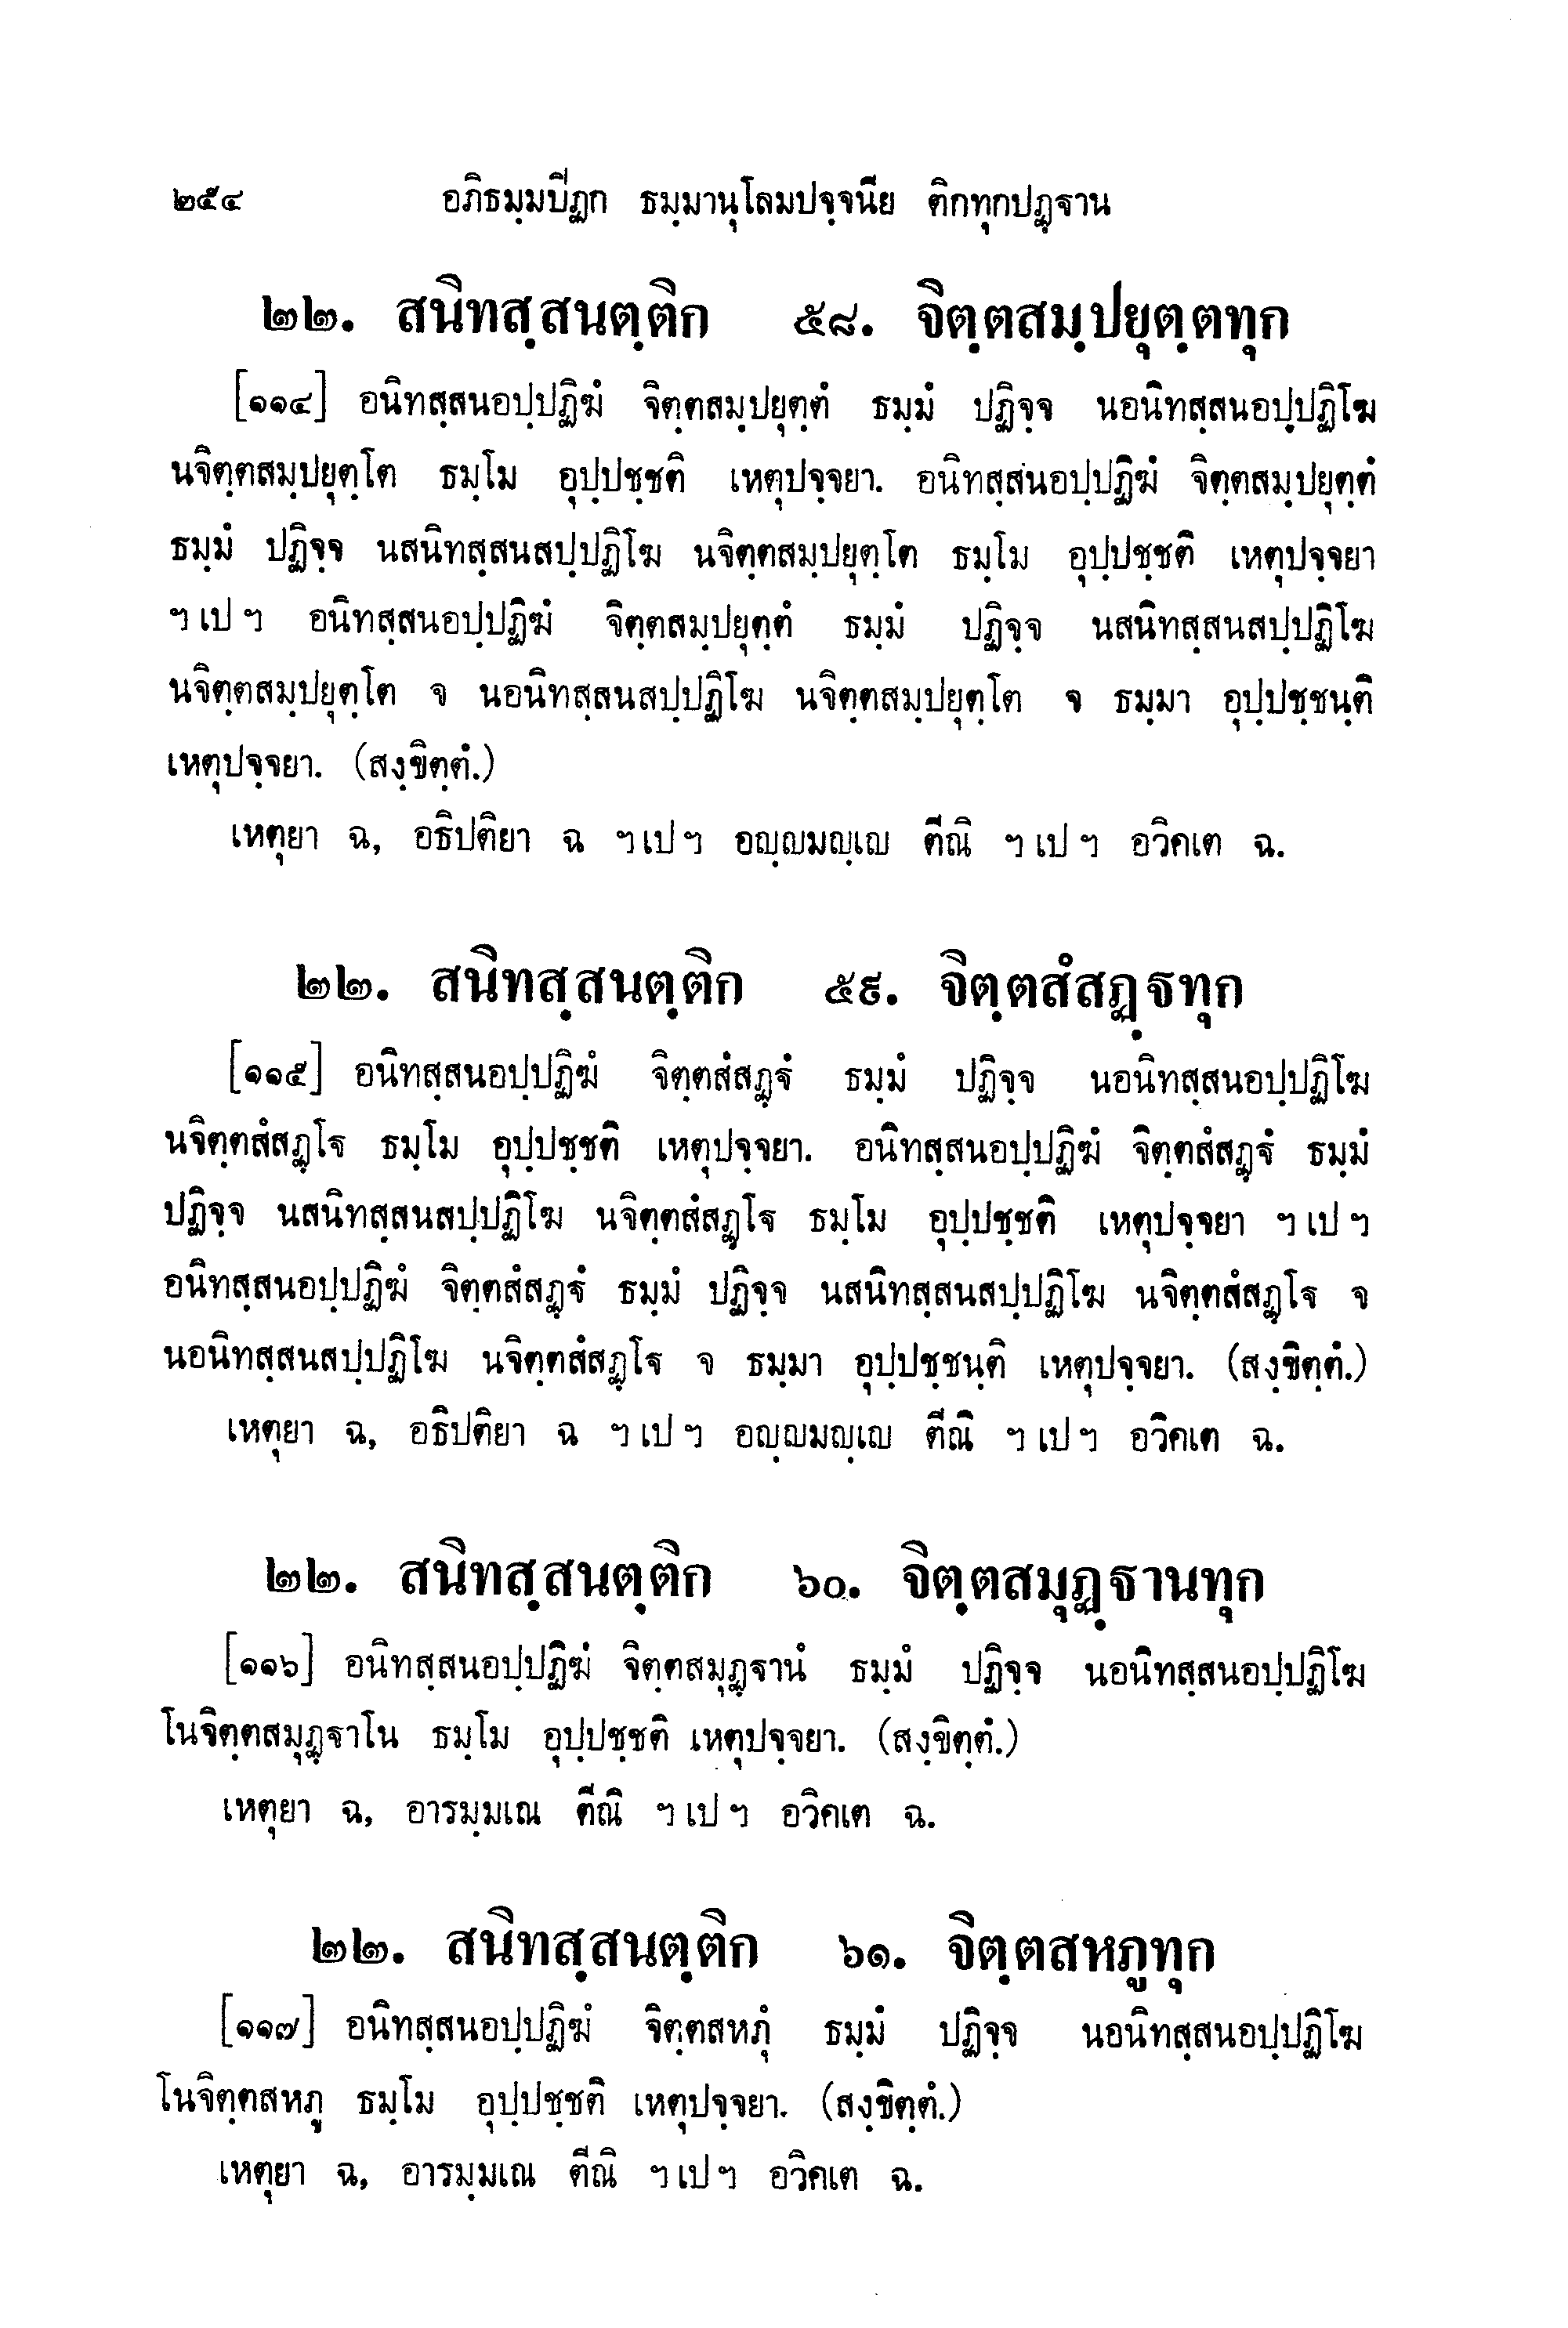 ๒๕๔ อภิธมฺมปิฏก ธมฺมานุโลมปจฺจนีย ติกทุกปฏฺฐาน
๒๒. สนิทสฺสนตฺติก ๕๘. จิตฺตสมฺปยุตฺตทุก
[๑๑๔] อนิทสฺสนอปฺปฏิฆํ จิตฺตสมฺปยุตฺตํ ธมฺมํ ปฏิจฺจ นอนิทสฺสนอปฺปฏิโฆ
นจิตฺตสมฺปยุตฺโต ธมฺโม อุปฺปชฺชติ เหตุปจฺจยา. อนิทสฺสนอปฺปฏิฆํ จิตฺตสมฺปยุตฺตํ
ธมฺมํ ปฏิจฺจ นสนิทสฺสนสปฺปฏิโฆ นจิตฺตสมฺปยุตฺโต ธมฺโม อุปฺปชฺชติ เหตุปจฺจยา
ฯ เป ฯ อนิทสฺสนอปฺปฏิฆํ จิตฺตสมฺปยุตฺตํ ธมฺมํ ปฏิจฺจ นสนิทสฺสนสปฺปฏิโฆ
นจิตฺตสมฺปยุตฺโต จ นอนิทสฺสนสปฺปฏิโฆ นจิตฺตสมฺปยุตฺโต จ ธมฺมา อุปฺปชฺชนฺติ
เหตุปจฺจยา. (สงฺขิตฺตํ.)
เหตุยา ฉ, อธิปติยา ฉ ฯ เป ฯ อญฺญมญฺเญ ตีณิ ฯ เป ฯ อวิคเต ฉ.
๒๒. สนิทสฺสนตฺติก ๕๙. จิตฺตสํสฏฺฐทุก
[๑๑๕] อนิทสฺสนอปฺปฏิฆํ จิตฺตสํสฏฺฐํ ธมฺมํ ปฏิจฺจ นอนิทสฺสนอปฺปฏิโฆ
นจิตฺตสํสฏฺโฐ ธมฺโม อุปฺปชฺชติ เหตุปจฺจยา. อนิทสฺสนอปฺปฏิฆํ จิตฺตสํสฏฺฐํ ธมฺมํ
ปฏิจฺจ นสนิทสฺสนสปฺปฏิโฆ นจิตฺตสํสฏฺโฐ ธมฺโม อุปฺปชฺชติ เหตุปจฺจยา ฯ เป ฯ
อนิทสฺสนอปฺปฏิฆํ จิตฺตสํสฏฺฐํ ธมฺมํ ปฏิจฺจ นสนิทสฺสนสปฺปฏิโฆ นจิตฺตสํสฏฺโฐ จ
นอนิทสฺสนสปฺปฏิโฆ นจิตฺตสํสฏฺโฐ จ ธมฺมา อุปฺปชฺชนฺติ เหตุปจฺจยา. (สงฺขิตฺตํ.)
เหตุยา ฉ, อธิปติยา ฉ ฯ เป ฯ อญฺญมญฺเญ ตีณิ ฯ เป ฯ อวิคเต ฉ.
๒๒. สนิทสฺสนตฺติก ๖๐. จิตฺตสมุฏฺฐานทุก
[๑๑๖] อนิทสฺสนอปฺปฏิฆํ จิตฺตสมุฏฺฐานํ ธมฺมํ ปฏิจฺจ นอนิทสฺสนอปฺปฏิโฆ
โนจิตฺตสมุฏฺฐาโน ธมฺโม อุปฺปชฺชติ เหตุปจฺจยา. (สงฺขิตฺตํ.)
เหตุยา ฉ, อารมฺมเณ ตีณิ ฯ เป ฯ อวิคเต ฉ.
๒๒. สนิทสฺสนตฺติก ๖๑. จิตฺตสหภูทุก
[๑๑๗] อนิทสฺสนอปฺปฏิฆํ จิตฺตสหภุํ ธมฺมํ ปฏิจฺจ นอนิทสฺสนอปฺปฏิโฆ
โนจิตฺตสหภู ธมฺโม อุปฺปชฺชติ เหตุปจฺจยา. (สงฺขิตฺตํ.)
เหตุยา ฉ, อารมฺมเณ ตีณิ ฯ เป ฯ อวิคเต ฉ.